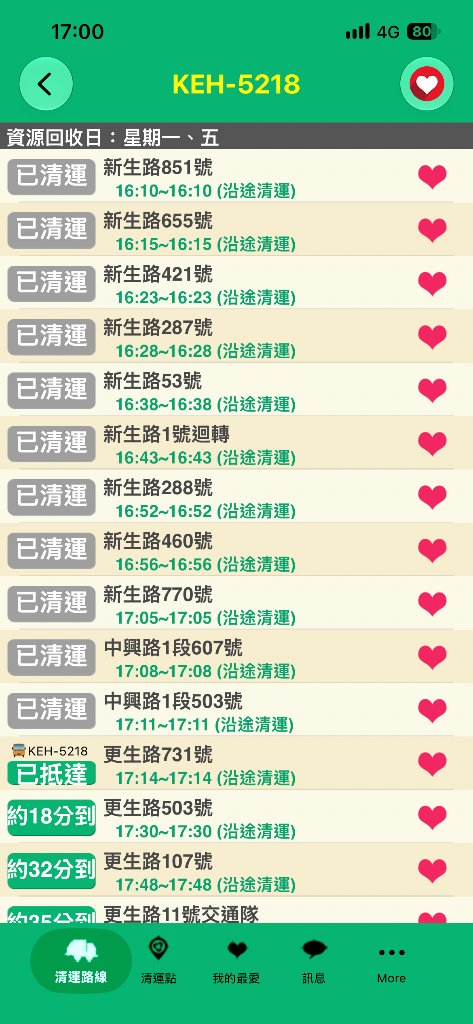 17:00
4G
80
KEH-5218
資源回收日：星期一、五
已清運
新生路851號
16:10~16:10 (沿途清運)
已清運
新生路655號
16:15~16:15 (沿途清運)
已清運
新生路421號
16:23~16:23 (沿途清運)
已清運
新生路287號
16:28~16:28 (沿途清運)
已清運
新生路53號
16:38~16:38 (沿途清運)
已清運
新生路1號迴轉
16:43~16:43 (沿途清運)
已清運
新生路288號
16:52~16:52 (沿途清運)
已清運
新生路460號
16:56~16:56 (沿途清運)
已清運
新生路770號
17:05~17:05 (沿途清運)
已清運
中興路1段607號
17:08~17:08 (沿途清運)
已清運
中興路1段503號
17:11~17:11 (沿途清運)
KEH-5218
已抵達
更生路731號
17:14~17:14 (沿途清運)
約18分到
更生路503號
17:30~17:30 (沿途清運)
約32分到
更生路107號
17:48~17:48 (沿途清運)
約35分到
更生路11號交通隊
清運路線
清運點
我的最愛
訊息
More